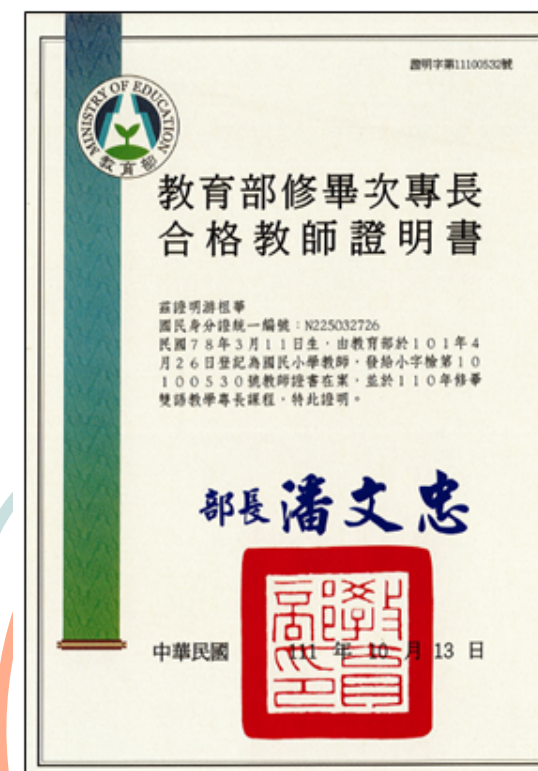 證明字第11100532號
MINISTRY OF EDUCATION
教育部
教育部修畢次專長
合格教師證明書
茲證明游祖華
國民身分證統一編號：N225032726
民國78年3月11日生，由教育部於101年4
月26日登記為國民小學教師，發給小字檢第10
100530號教師證書在案，並於110年修畢
雙語教學專長課程，特此證明。
部長潘文忠
教育部印
中華民國 111 年 10 月 13 日